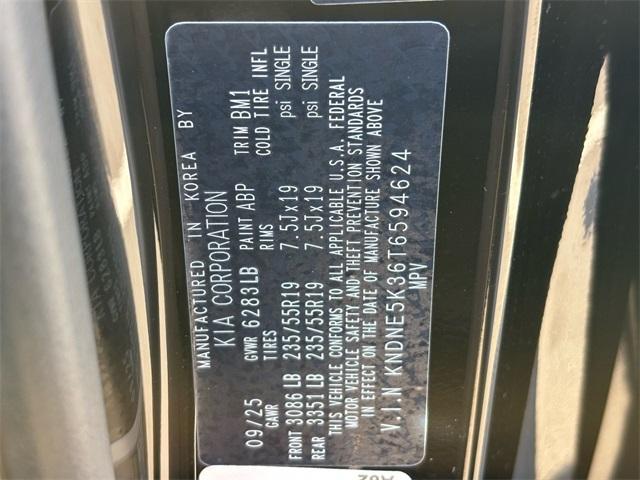 MANUFACTURED IN KOREA BY
KIA CORPORATION
09/25 GVWR 6283LB PAINT ABP TRIM BM1
GAWR TIRES RIMS COLD TIRE INFL
FRONT 3086 LB 235/55R19 7.5Jx19 psi SINGLE
REAR 3351 LB 235/55R19 7.5Jx19 psi SINGLE
THIS VEHICLE CONFORMS TO ALL APPLICABLE U.S.A. FEDERAL
MOTOR VEHICLE SAFETY AND THEFT PREVENTION STANDARDS
IN EFFECT ON THE DATE OF MANUFACTURE SHOWN ABOVE
V.I.N KNDNE5K36T6594624
MPV